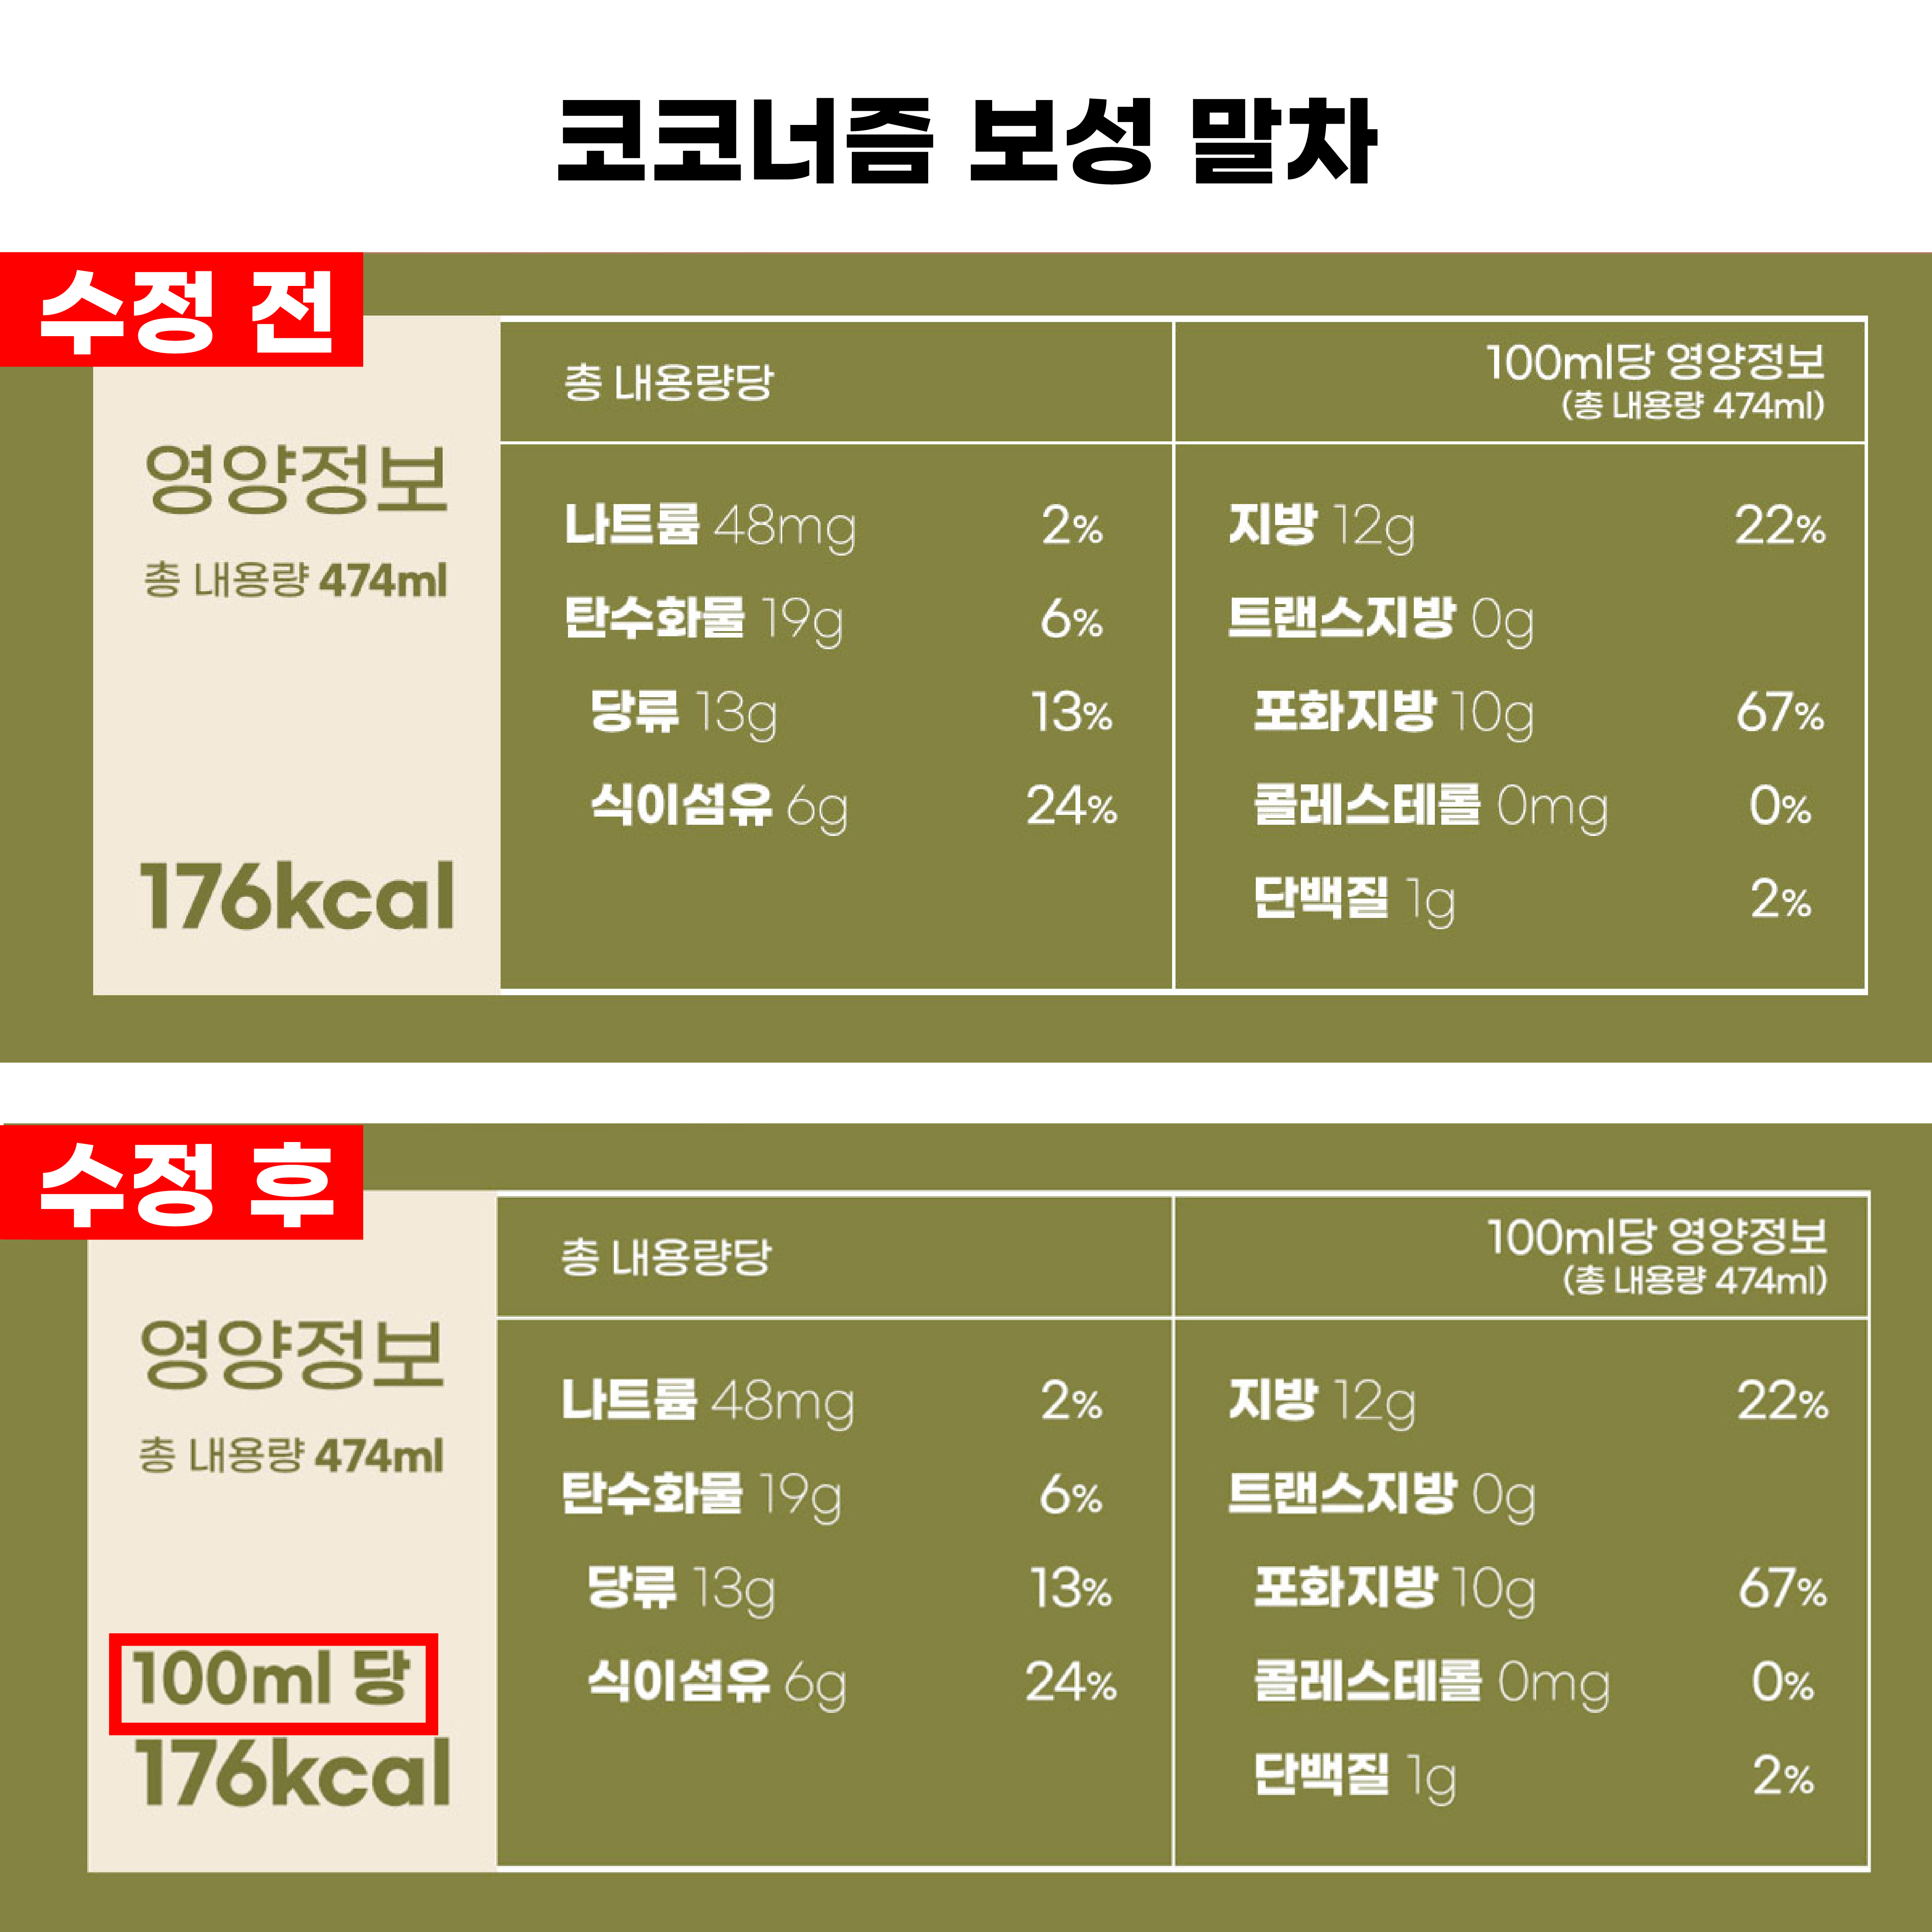 코코너즘 보성 말차
수정 전
영양정보
총 내용량 474ml
176kcal
총 내용량당
100ml당 영양정보
(총 내용량 474ml)
나트륨 48mg 2%
탄수화물 19g 6%
당류 13g 13%
식이섬유 6g 24%
지방 12g 22%
트랜스지방 0g
포화지방 10g 67%
콜레스테롤 0mg 0%
단백질 1g 2%
수정 후
영양정보
총 내용량 474ml
100ml 당
176kcal
총 내용량당
100ml당 영양정보
(총 내용량 474ml)
나트륨 48mg 2%
탄수화물 19g 6%
당류 13g 13%
식이섬유 6g 24%
지방 12g 22%
트랜스지방 0g
포화지방 10g 67%
콜레스테롤 0mg 0%
단백질 1g 2%